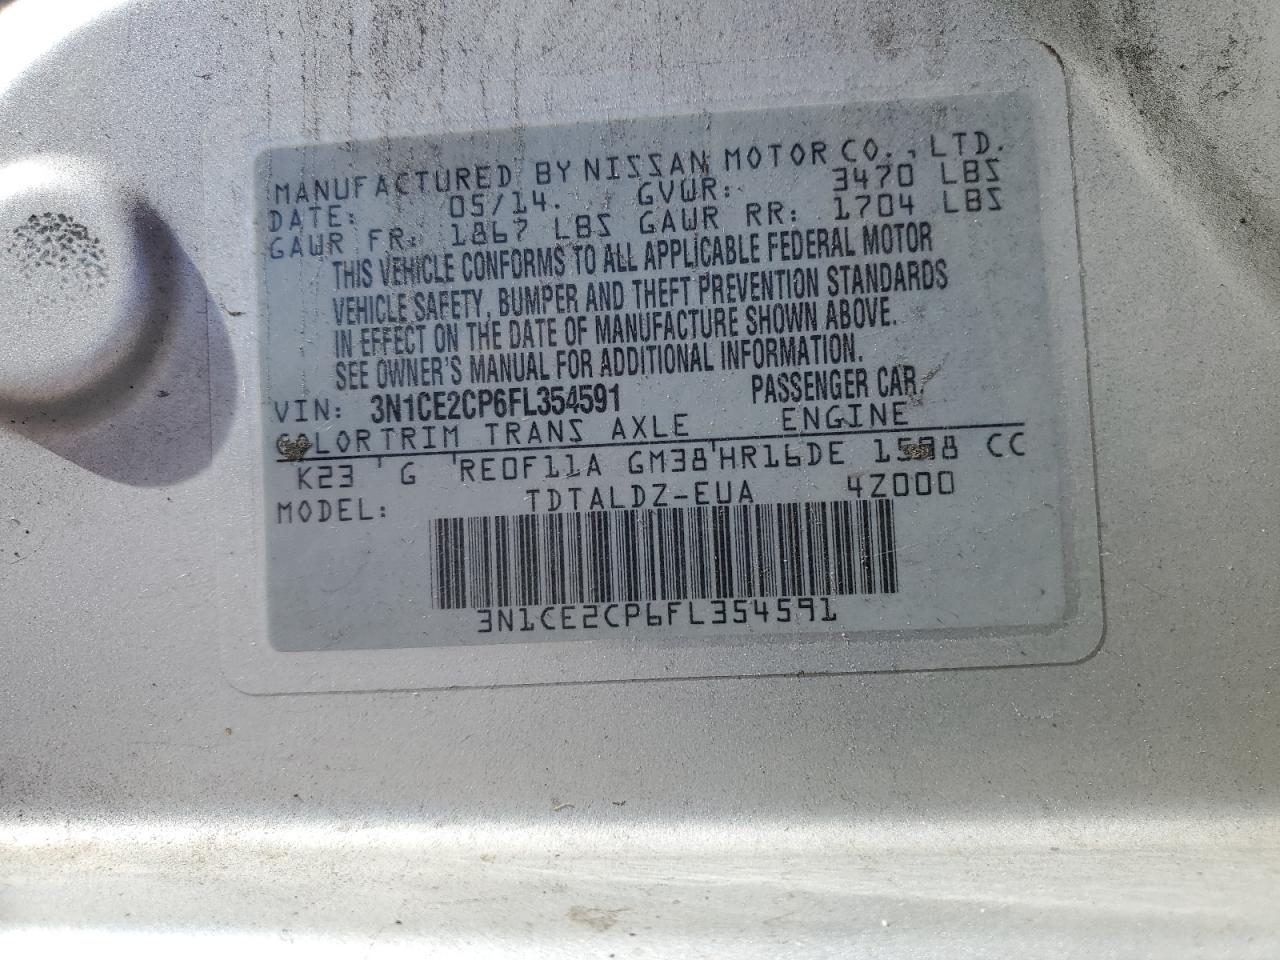 MANUFACTURED BY NISSAN MOTOR CO., LTD.
DATE: 05/14. GVWR: 3470 LBS
GAWR FR: 1867 LBS GAWR RR: 1704 LBS
THIS VEHICLE CONFORMS TO ALL APPLICABLE FEDERAL MOTOR
VEHICLE SAFETY, BUMPER AND THEFT PREVENTION STANDARDS
IN EFFECT ON THE DATE OF MANUFACTURE SHOWN ABOVE.
SEE OWNER'S MANUAL FOR ADDITIONAL INFORMATION.
VIN: 3N1CE2CP6FL354591 PASSENGER CAR
COLORTRIM TRANS AXLE ENGINE
K23 G RE0F11A GM38 HR16DE 1598 CC
MODEL: TDTALDZ-EUA 4Z000
3N1CE2CP6FL354591